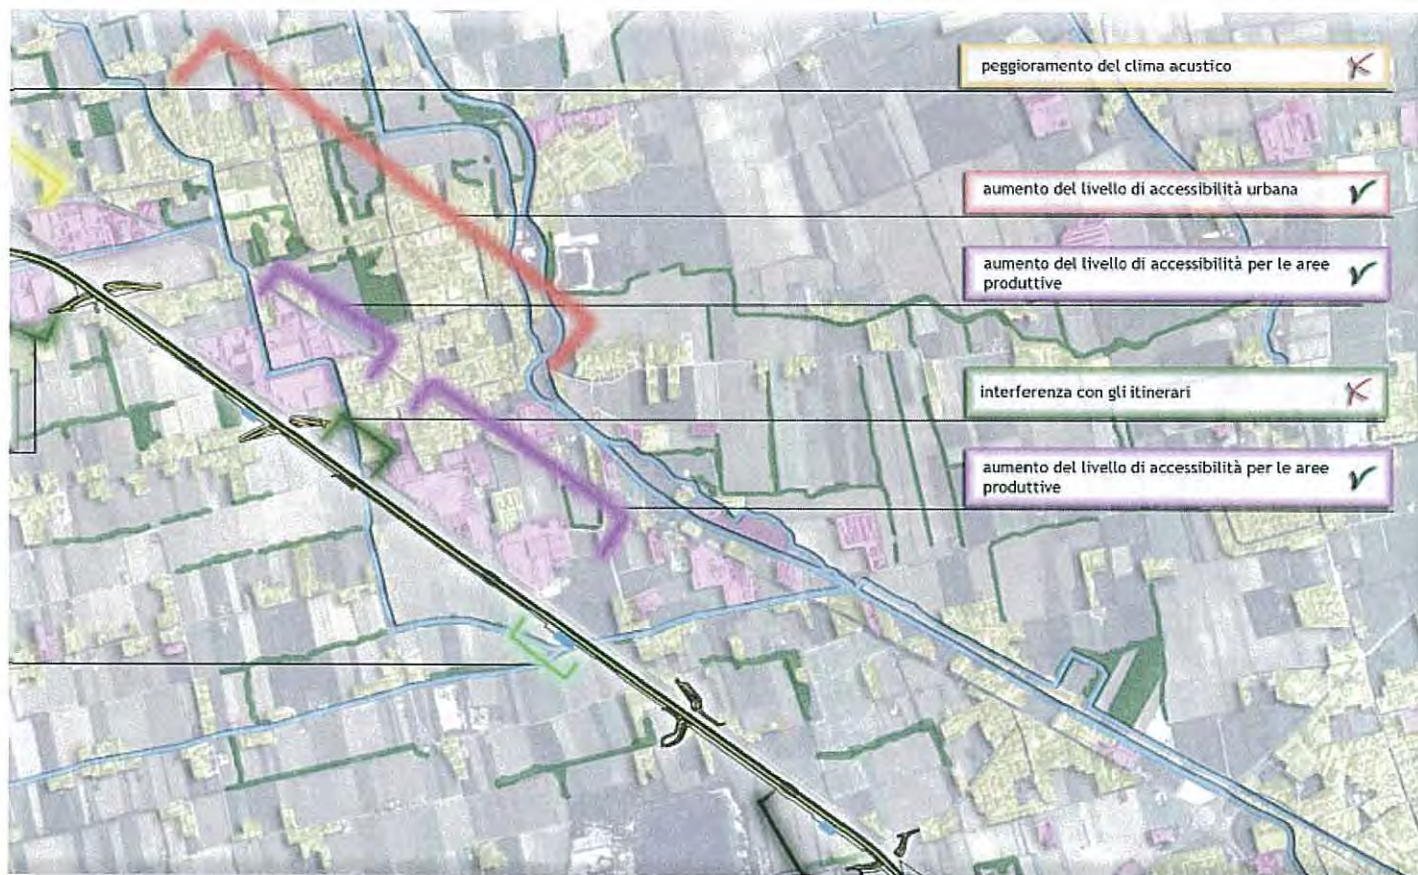 peggioramento del clima acustico
aumento del livello di accessibilità urbana
aumento del livello di accessibilità per le aree
produttive
interferenza con gli itinerari
aumento del livello di accessibilità per le aree
produttive